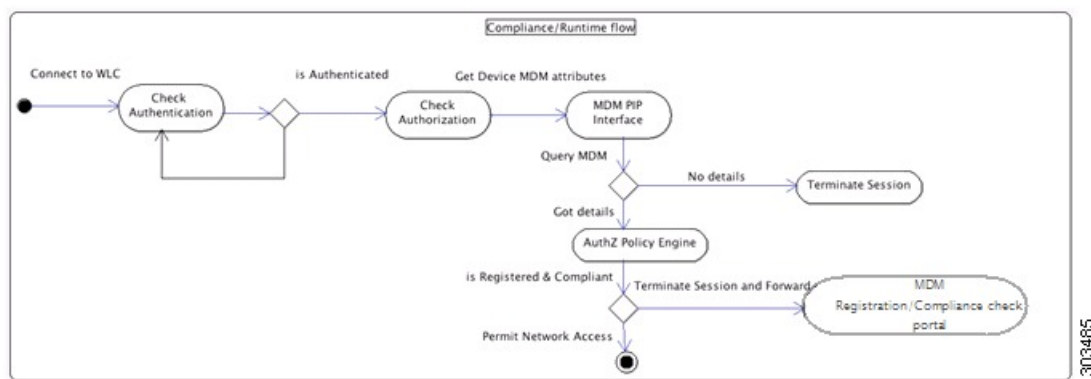 Compliance/Runtime flow
Connect to WLC
is Authenticated
Get Device MDM attributes
Check
Authentication
Check
Authorization
MDM PIP
Interface
Query MDM
No details
Terminate Session
Got details
AuthZ Policy Engine
is Registered & Compliant
Terminate Session and Forward
MDM
Registration/Compliance check
portal
Permit Network Access
303485